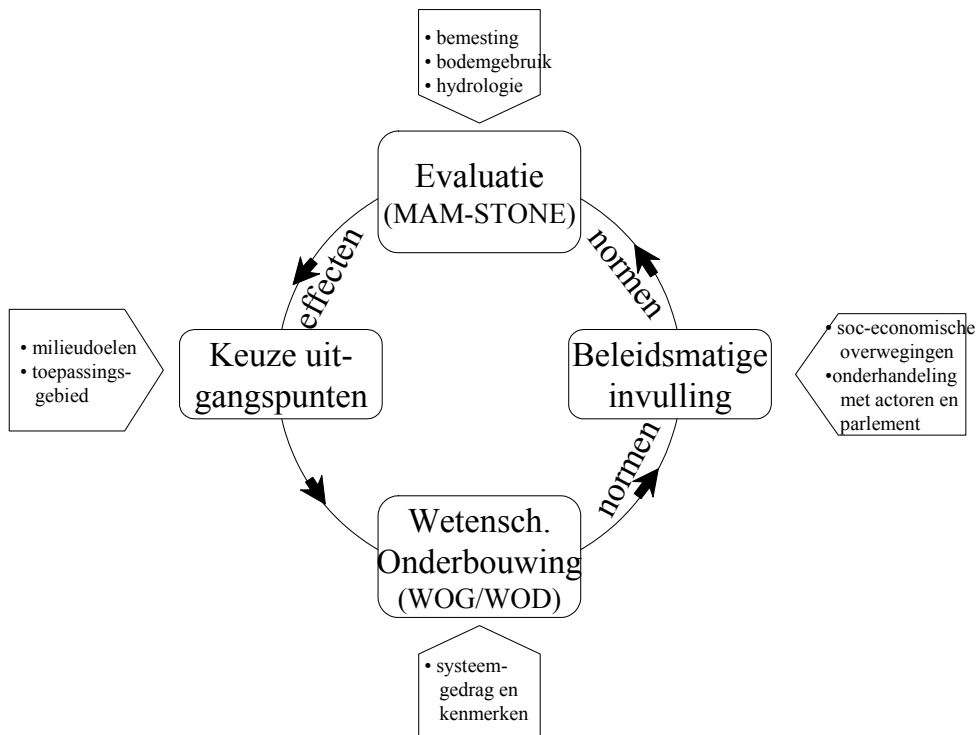 • bemesting
• bodemgebruik
• hydrologie
Evaluatie
(MAM-STONE)
effecten
normen
• milieudoelen
• toepassings-
gebied
Keuze uit-
gangspunten
Beleidsmatige
invulling
• soc-economische
overwegingen
•onderhandeling
met actoren en
parlement
normen
Wetensch.
Onderbouwing
(WOG/WOD)
• systeem-
gedrag en
kenmerken